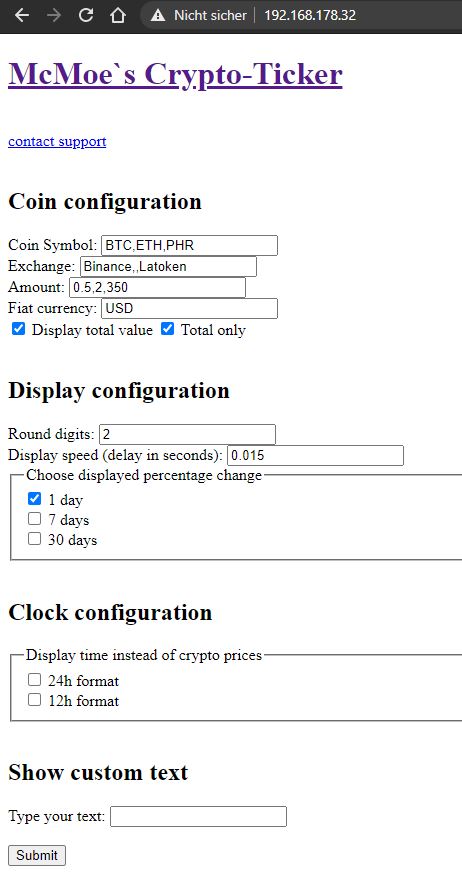 Nicht sicher 192.168.178.32
McMoe`s Crypto-Ticker
contact support
Coin configuration
Coin Symbol: BTC,ETH,PHR
Exchange: Binance,,Latoken
Amount: 0.5,2,350
Fiat currency: USD
Display total value Total only
Display configuration
Round digits: 2
Display speed (delay in seconds): 0.015
Choose displayed percentage change
1 day
7 days
30 days
Clock configuration
Display time instead of crypto prices
24h format
12h format
Show custom text
Type your text:
Submit